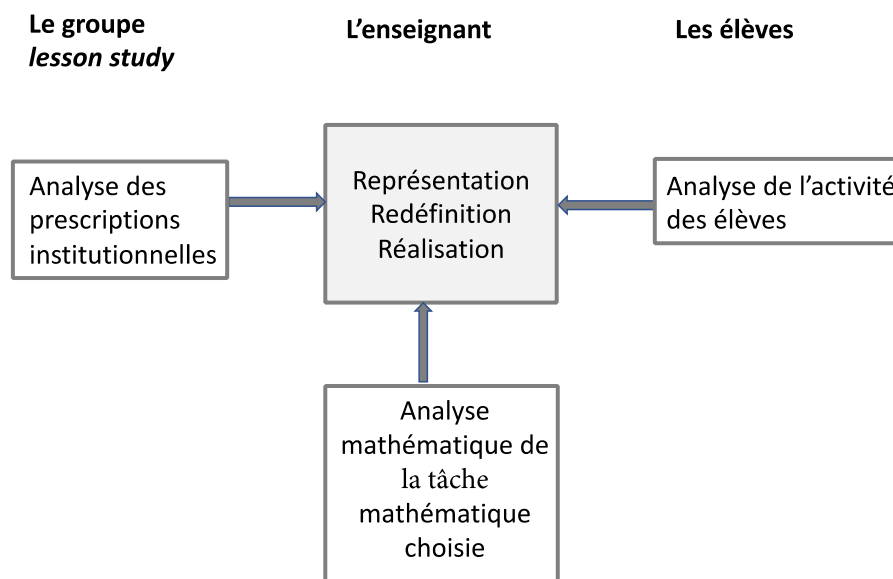 Le groupe
lesson study
L’enseignant
Les élèves
Analyse des
prescriptions
institutionnelles
Représentation
Redéfinition
Réalisation
Analyse de l’activité
des élèves
Analyse
mathématique de
la tâche
mathématique
choisie